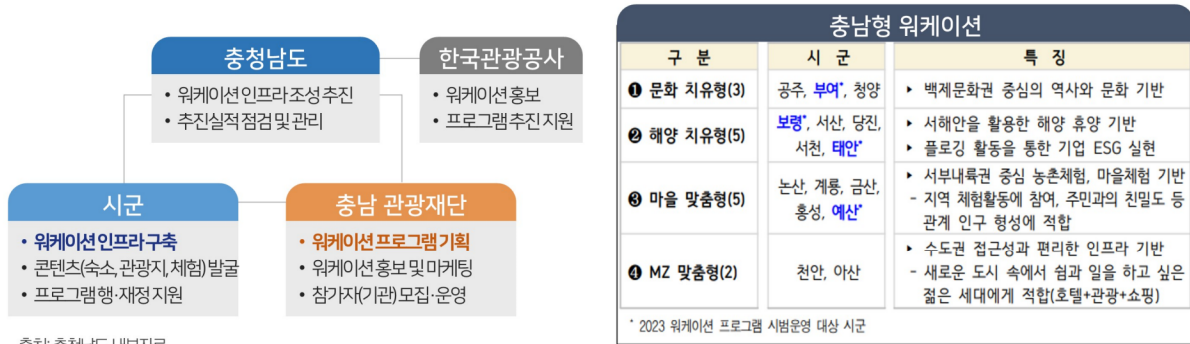 충청남도
• 워케이션 인프라 조성 추진
• 추진실적 점검 및 관리
한국관광공사
• 워케이션 홍보
• 프로그램 추진 지원
시군
• 워케이션 인프라 구축
• 콘텐츠(숙소, 관광지, 체험) 발굴
• 프로그램 행·재정 지원
충남 관광재단
• 워케이션 프로그램 기획
• 워케이션 홍보 및 마케팅
• 참가자(기관) 모집·운영
출처: 충청남도 내부자료
충남형 워케이션
구 분 시 군 특 징
❶ 문화 치유형(3) 공주, 부여*, 청양 ▸ 백제문화권 중심의 역사와 문화 기반
❷ 해양 치유형(5) 보령*, 서산, 당진,
서천, 태안*
▸ 서해안을 활용한 해양 휴양 기반
▸ 플로깅 활동을 통한 기업 ESG 실현
❸ 마을 맞춤형(5) 논산, 계룡, 금산,
홍성, 예산*
▸ 서부내륙권 중심 농촌체험, 마을체험 기반
- 지역 체험활동에 참여, 주민과의 친밀도 등
관계 인구 형성에 적합
❹ MZ 맞춤형(2) 천안, 아산
▸ 수도권 접근성과 편리한 인프라 기반
- 새로운 도시 속에서 쉼과 일을 하고 싶은
젊은 세대에게 적합(호텔+관광+쇼핑)
* 2023 워케이션 프로그램 시범운영 대상 시군